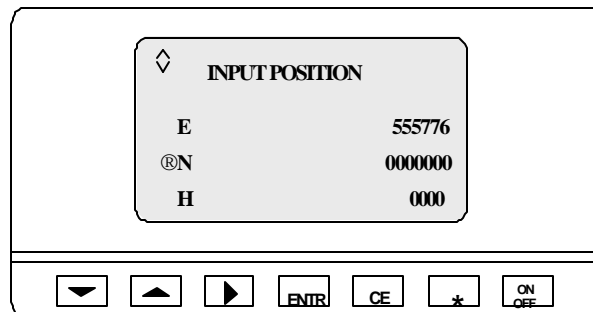 INPUT POSITION
E 555776
®N 0000000
H 0000
ENTR CE * ON
OFF